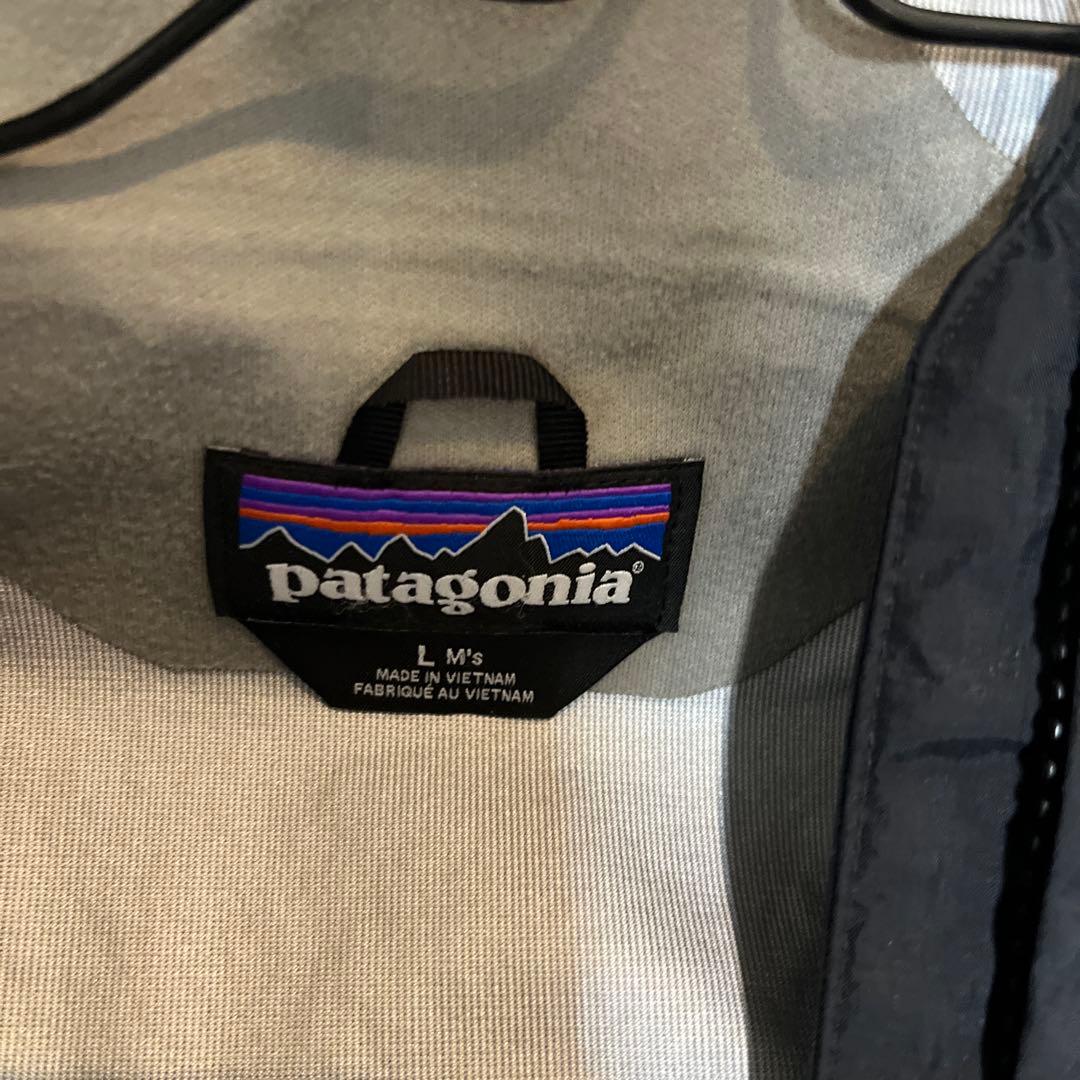 patagonia®
L M's
MADE IN VIETNAM
FABRIQUÉ AU VIETNAM